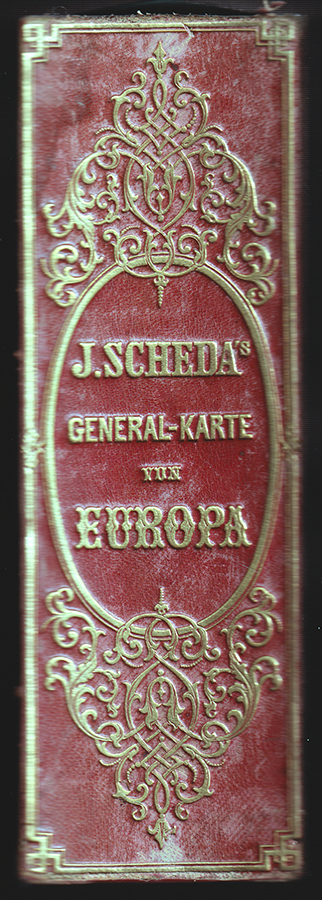 J. SCHEDA's
GENERAL-KARTE
VON
EUROPA